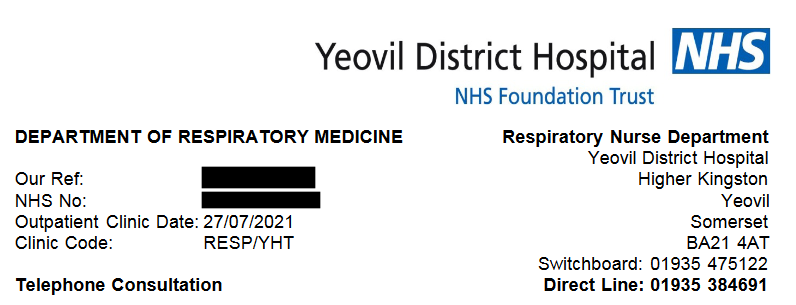 Yeovil District Hospital NHS
NHS Foundation Trust
DEPARTMENT OF RESPIRATORY MEDICINE
Our Ref:
NHS No:
Outpatient Clinic Date: 27/07/2021
Clinic Code: RESP/YHT
Telephone Consultation
Respiratory Nurse Department
Yeovil District Hospital
Higher Kingston
Yeovil
Somerset
BA21 4AT
Switchboard: 01935 475122
Direct Line: 01935 384691